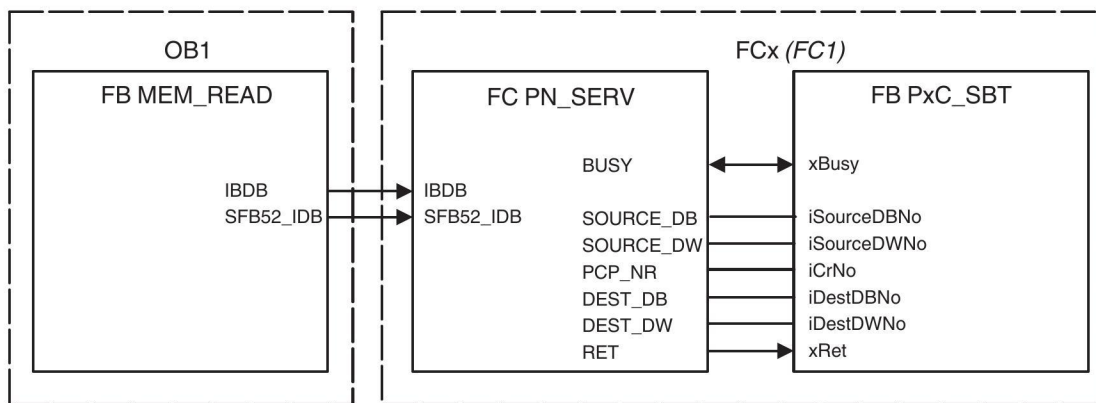 OB1
FB MEM_READ
IBDB
SFB52_IDB
FCx (FC1)
FC PN_SERV
BUSY
IBDB
SFB52_IDB
SOURCE_DB
SOURCE_DW
PCP_NR
DEST_DB
DEST_DW
RET
FB PxC_SBT
xBusy
iSourceDBNo
iSourceDWNo
iCrNo
iDestDBNo
iDestDWNo
xRet